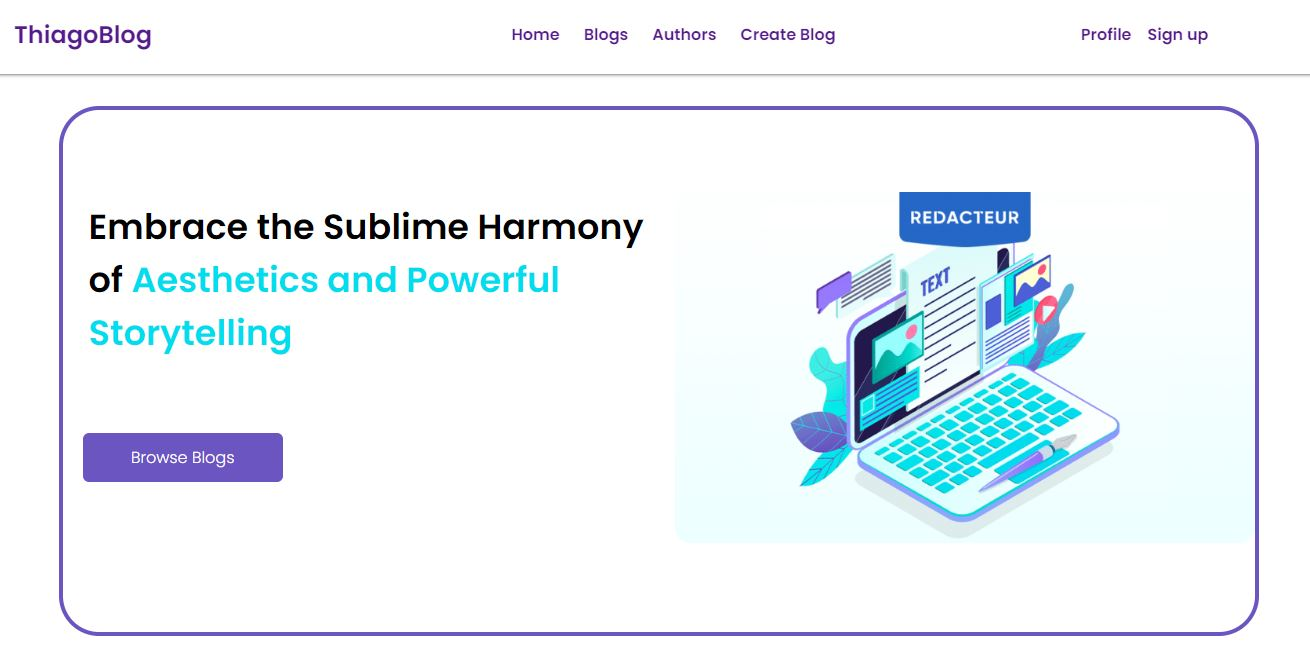 ThiagoBlog
Home Blogs Authors Create Blog
Profile Sign up
Embrace the Sublime Harmony
of Aesthetics and Powerful
Storytelling
Browse Blogs
REDACTEUR
TEXT